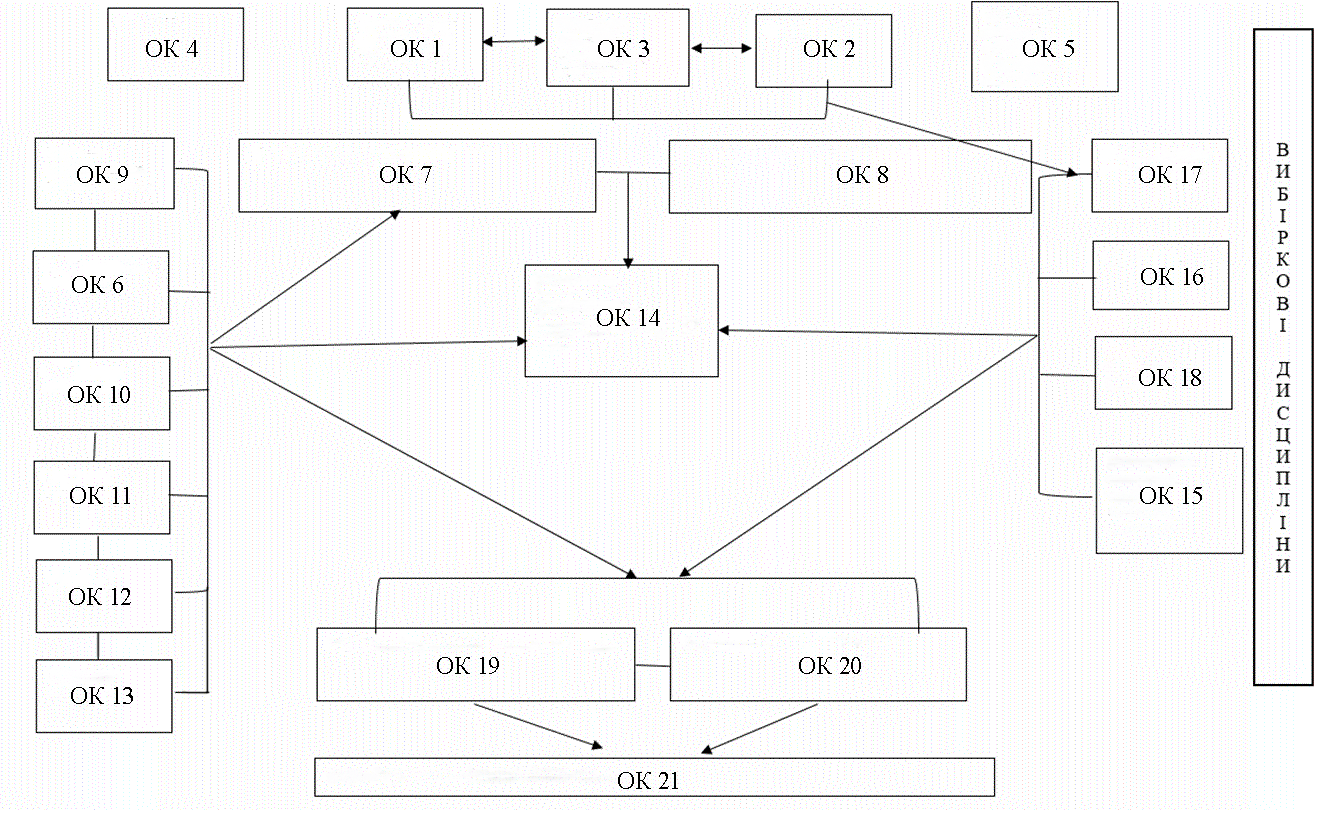 ОК 4
ОК 1
ОК 3
ОК 2
ОК 5
ОК 9
ОК 7
ОК 8
ОК 17
ОК 6
ОК 16
ОК 14
ОК 10
ОК 18
ОК 11
ОК 15
ОК 12
ОК 19
ОК 20
ОК 13
ОК 21
ВИБІРКОВІ ДИСЦИПЛІНИ